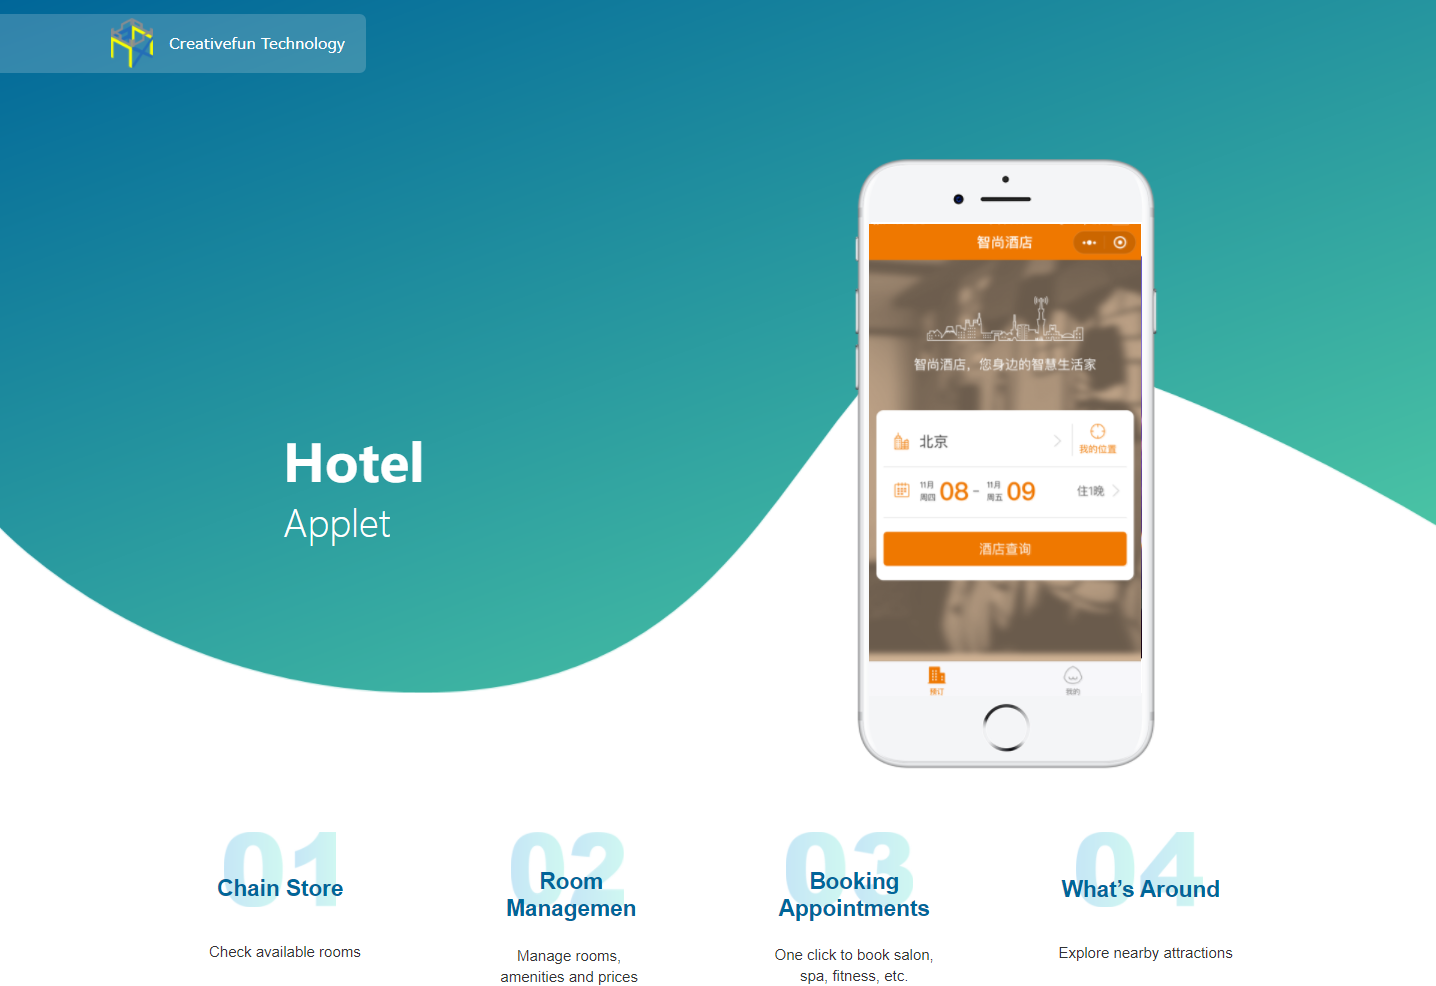 Creativefun Technology
智尚酒店
智尚酒店，您身边的智慧生活家
北京
我的位置
11月 周四 08 - 11月 周五 09 住1晚
酒店查询
预订
我的
Hotel
Applet
01
Chain Store
Check available rooms
02
Room
Managemen
Manage rooms,
amenities and prices
03
Booking
Appointments
One click to book salon,
spa, fitness, etc.
04
What’s Around
Explore nearby attractions